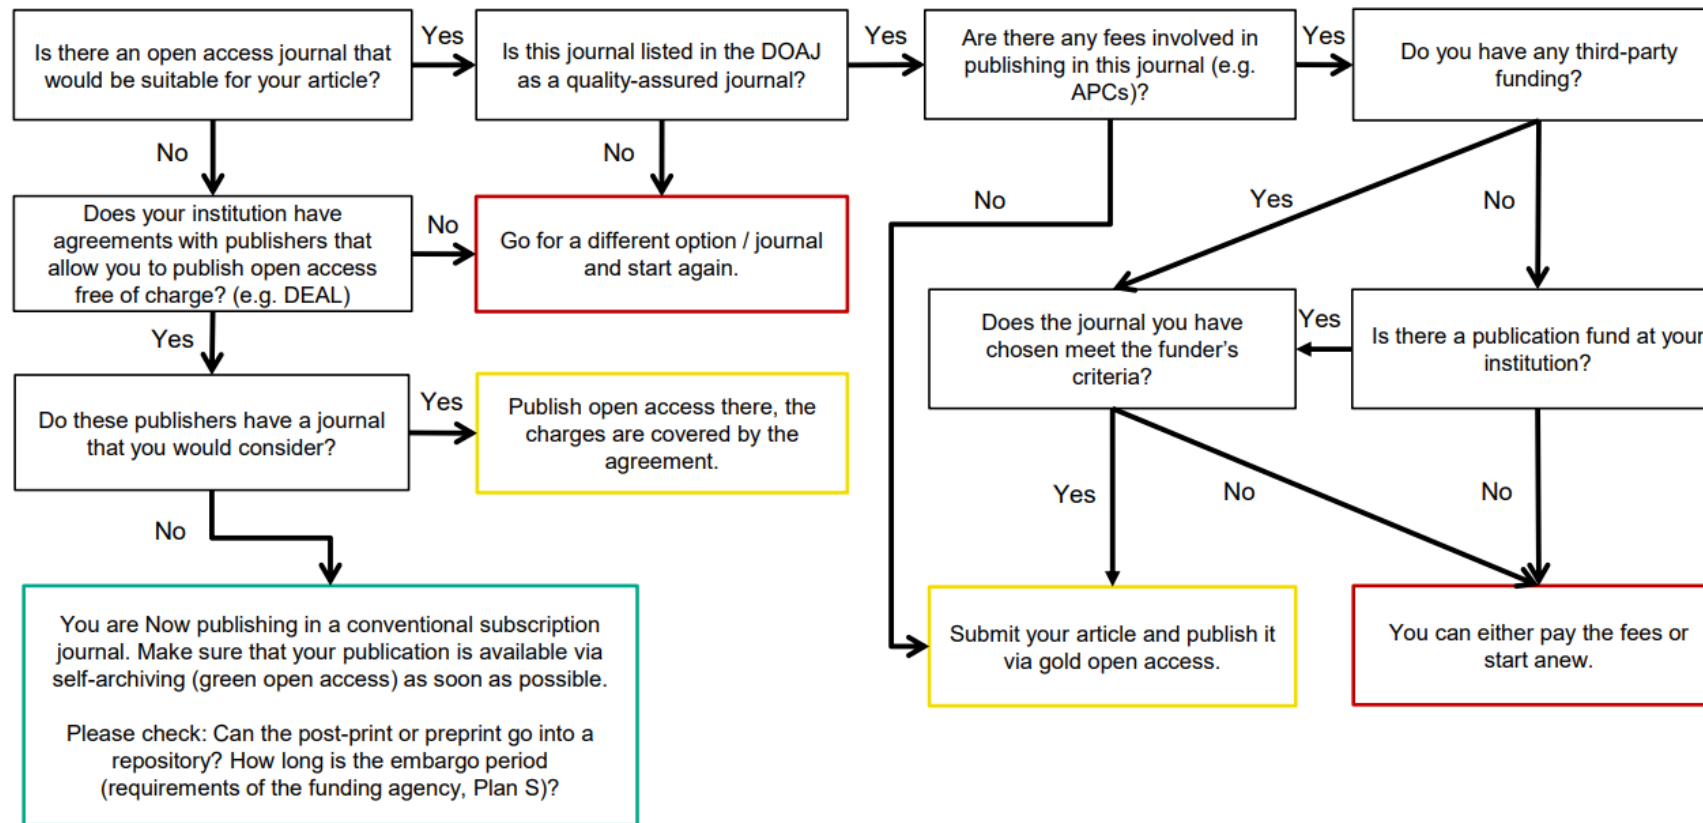 Is there an open access journal that
would be suitable for your article?
Yes
Is this journal listed in the DOAJ
as a quality-assured journal?
Yes
Are there any fees involved in
publishing in this journal (e.g.
APCs)?
Yes
Do you have any third-party
funding?
No
No
No
Yes
No
Does your institution have
agreements with publishers that
allow you to publish open access
free of charge? (e.g. DEAL)
No
Go for a different option / journal
and start again.
Yes
Does the journal you have
chosen meet the funder's
criteria?
Yes
Is there a publication fund at your
institution?
Do these publishers have a journal
that you would consider?
Yes
Publish open access there, the
charges are covered by the
agreement.
No
Yes
No
No
You are Now publishing in a conventional subscription
journal. Make sure that your publication is available via
self-archiving (green open access) as soon as possible.
Please check: Can the post-print or preprint go into a
repository? How long is the embargo period
(requirements of the funding agency, Plan S)?
Submit your article and publish it
via gold open access.
You can either pay the fees or
start anew.